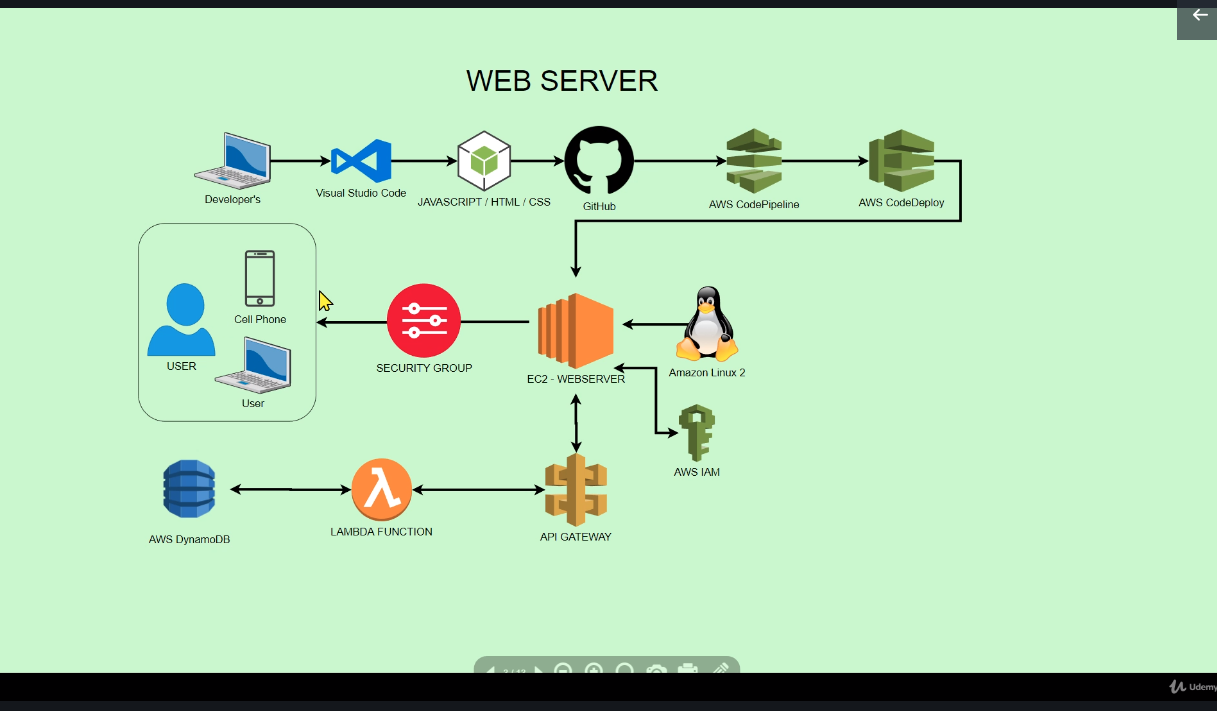 WEB SERVER
Developer's
Visual Studio Code
JAVASCRIPT / HTML / CSS
GitHub
AWS CodePipeline
AWS CodeDeploy
Cell Phone
USER
User
SECURITY GROUP
EC2 - WEBSERVER
Amazon Linux 2
AWS IAM
AWS DynamoDB
LAMBDA FUNCTION
API GATEWAY
Udemy